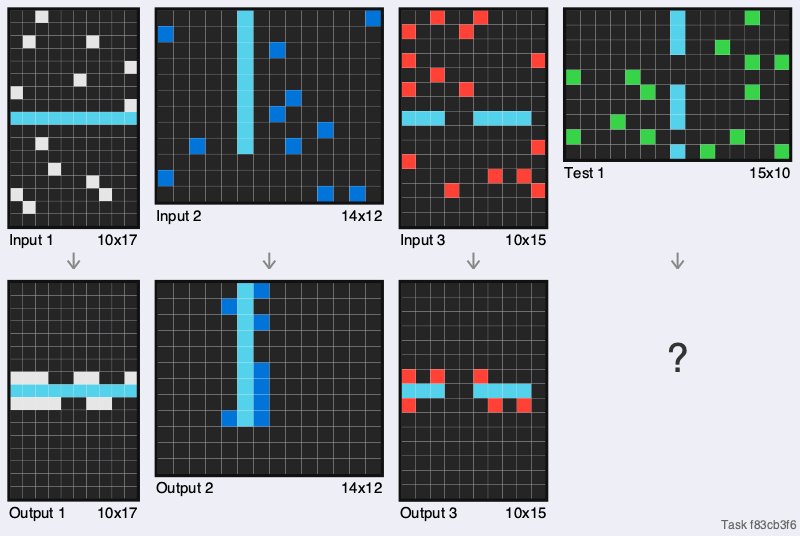 Input 1 10x17
Input 2 14x12
Input 3 10x15
Test 1 15x10
?
Output 1 10x17
Output 2 14x12
Output 3 10x15
Task f83cb3f6